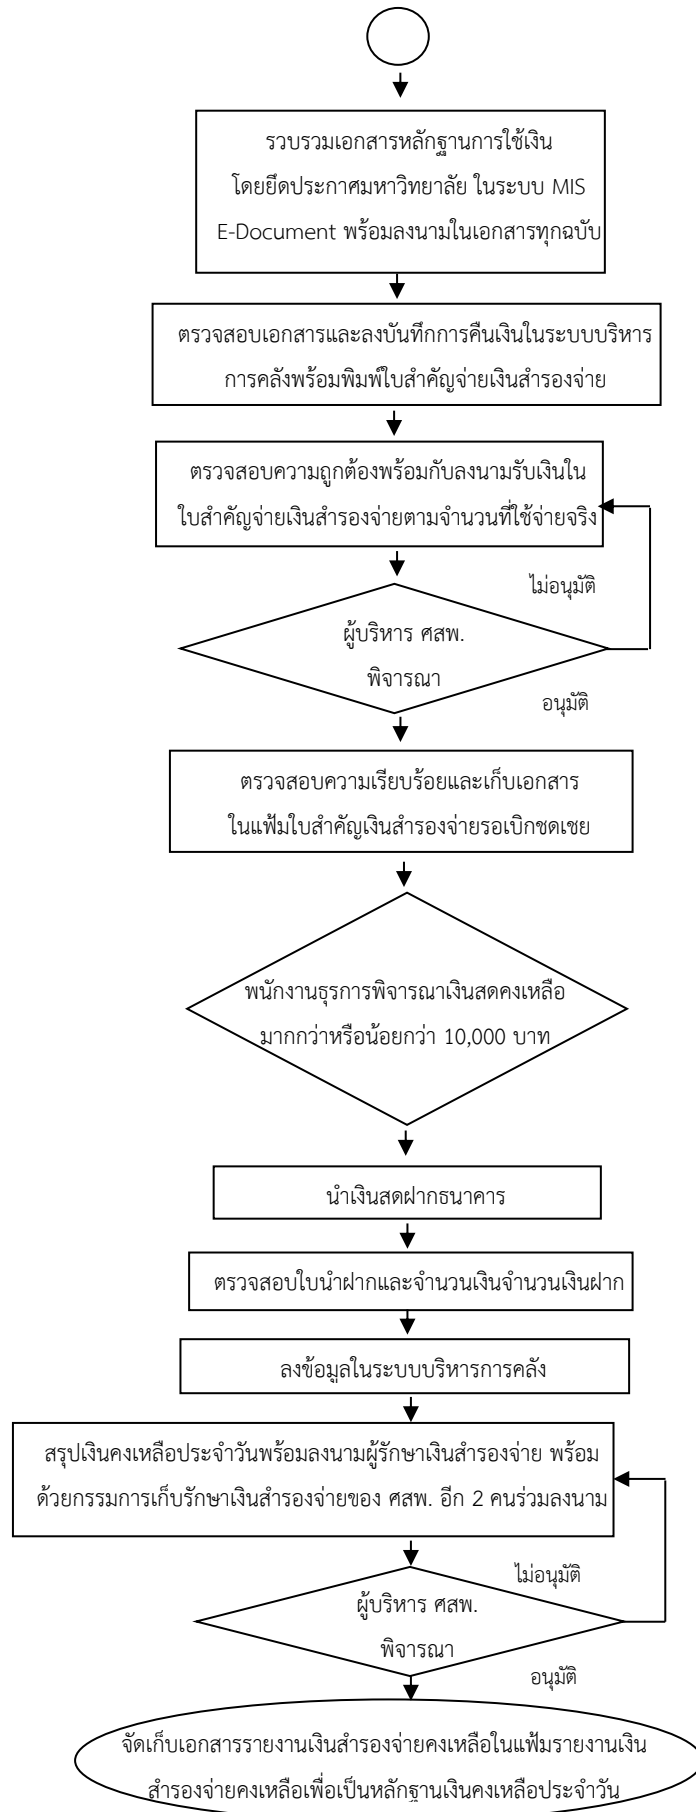 รวบรวมเอกสารหลักฐานการใช้เงิน
โดยยึดประกาศมหาวิทยาลัย ในระบบ MIS
E-Document พร้อมลงนามในเอกสารทุกฉบับ
ตรวจสอบเอกสารและลงบันทึกการคืนเงินในระบบบริหาร
การคลังพร้อมพิมพ์ใบสำคัญจ่ายเงินสำรองจ่าย
ตรวจสอบความถูกต้องพร้อมกับลงนามรับเงินใน
ใบสำคัญจ่ายเงินสำรองจ่ายตามจำนวนที่ใช้จ่ายจริง
ไม่อนุมัติ
ผู้บริหาร ศสพ.
พิจารณา
อนุมัติ
ตรวจสอบความเรียบร้อยและเก็บเอกสาร
ในแฟ้มใบสำคัญเงินสำรองจ่ายรอเบิกชดเชย
พนักงานธุรการพิจารณาเงินสดคงเหลือ
มากกว่าหรือน้อยกว่า 10,000 บาท
นำเงินสดฝากธนาคาร
ตรวจสอบใบนำฝากและจำนวนเงินจำนวนเงินฝาก
ลงข้อมูลในระบบบริหารการคลัง
สรุปเงินคงเหลือประจำวันพร้อมลงนามผู้รักษาเงินสำรองจ่าย พร้อม
ด้วยกรรมการเก็บรักษาเงินสำรองจ่ายของ ศสพ. อีก 2 คนร่วมลงนาม
ไม่อนุมัติ
ผู้บริหาร ศสพ.
พิจารณา
อนุมัติ
จัดเก็บเอกสารรายงานเงินสำรองจ่ายคงเหลือในแฟ้มรายงานเงิน
สำรองจ่ายคงเหลือเพื่อเป็นหลักฐานเงินคงเหลือประจำวัน